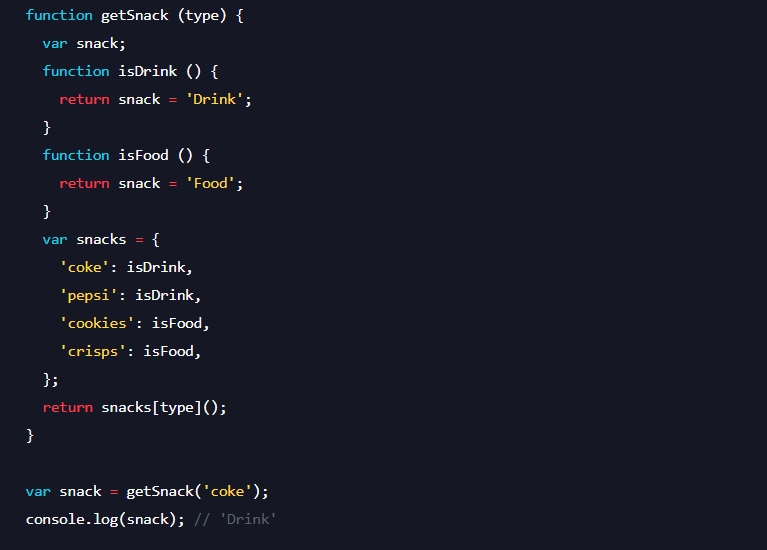 function getSnack (type) {
  var snack;
  function isDrink () {
    return snack = 'Drink';
  }
  function isFood () {
    return snack = 'Food';
  }
  var snacks = {
    'coke': isDrink,
    'pepsi': isDrink,
    'cookies': isFood,
    'crisps': isFood,
  };
  return snacks[type]();
}

var snack = getSnack('coke');
console.log(snack); // 'Drink'